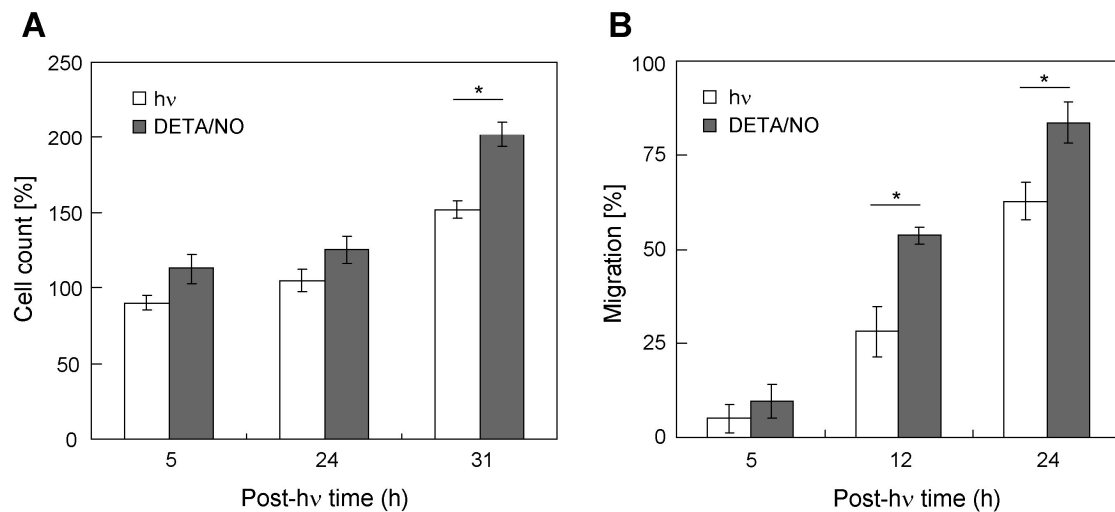 A
Cell count [%]
250
200
150
100
50
0
hν
DETA/NO
*
5 24 31
Post-hν time (h)
B
Migration [%]
100
75
50
25
0
hν
DETA/NO
*
*
5 12 24
Post-hν time (h)